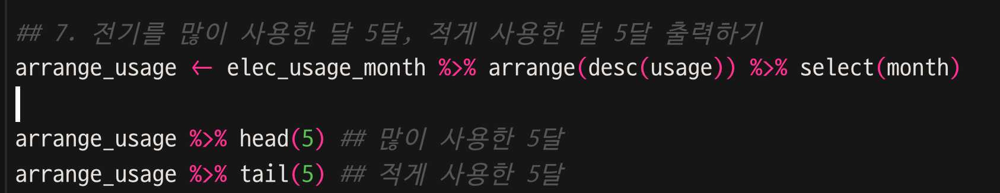 ## 7. 전기를 많이 사용한 달 5달, 적게 사용한 달 5달 출력하기
arrange_usage ← elec_usage_month %>% arrange(desc(usage)) %>% select(month)
arrange_usage %>% head(5) ## 많이 사용한 5달
arrange_usage %>% tail(5) ## 적게 사용한 5달